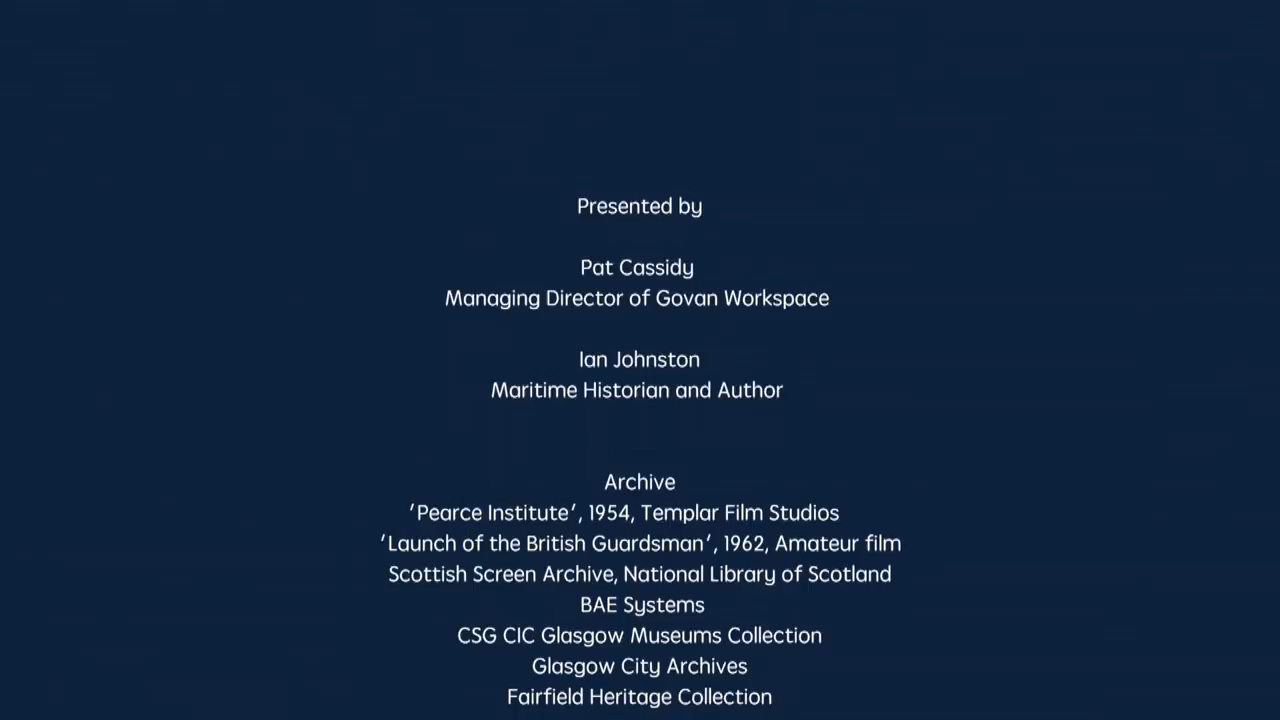 Presented by
Pat Cassidy
Managing Director of Govan Workspace
Ian Johnston
Maritime Historian and Author
Archive
‘Pearce Institute’, 1954, Templar Film Studios
‘Launch of the British Guardsman’, 1962, Amateur film
Scottish Screen Archive, National Library of Scotland
BAE Systems
CSG CIC Glasgow Museums Collection
Glasgow City Archives
Fairfield Heritage Collection